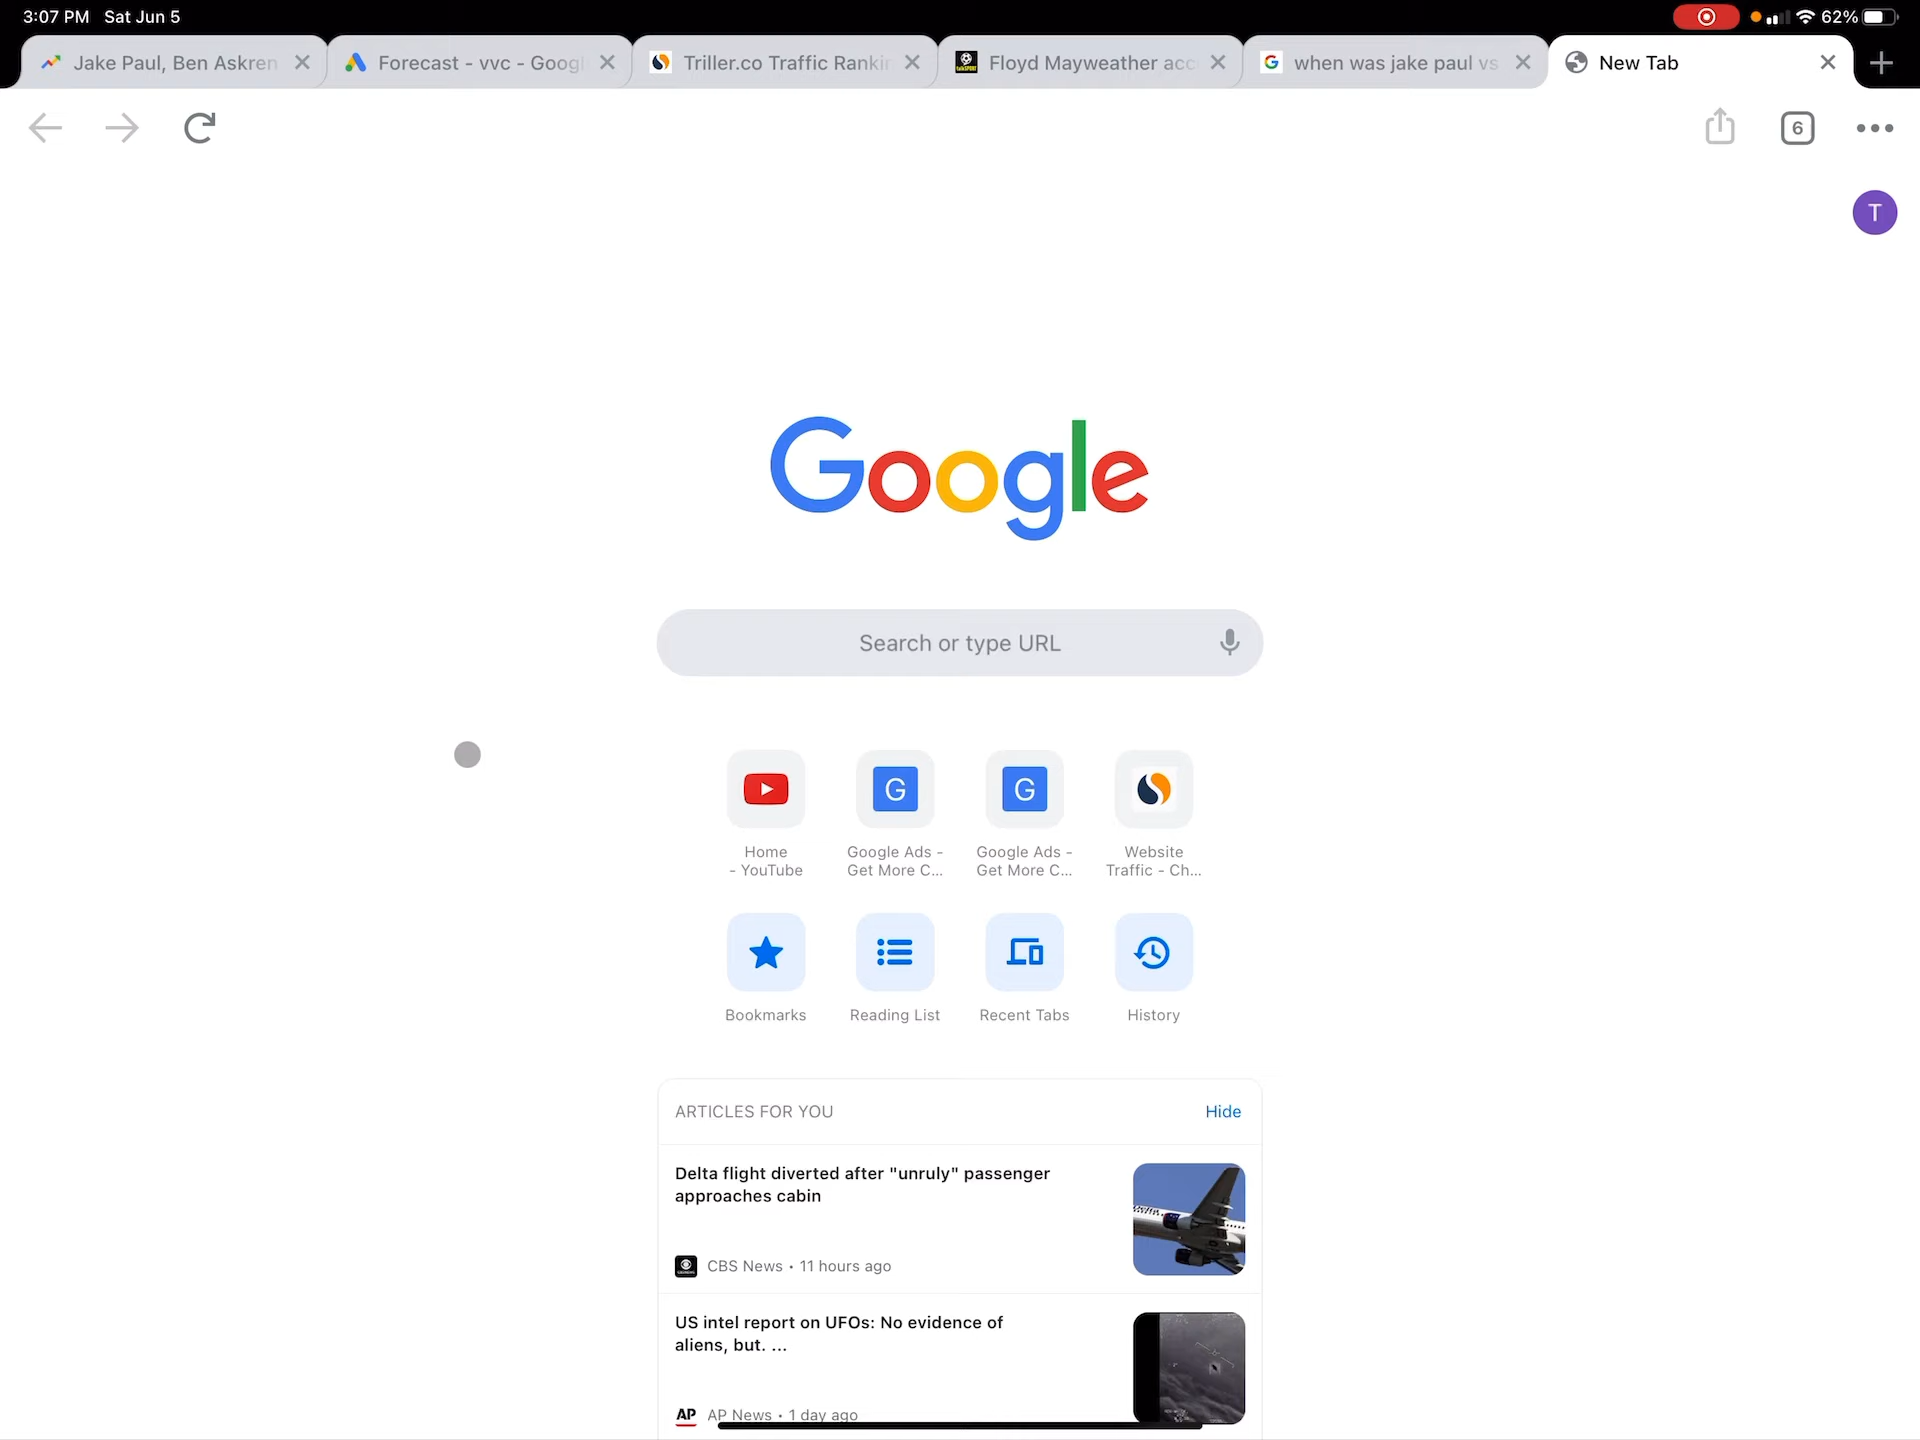 3:07 PM Sat Jun 5
62%
Jake Paul, Ben Askren
Forecast - vvc - Googl
Triller.co Traffic Rankin
Floyd Mayweather acc
when was jake paul vs
New Tab
6
T
Google
Search or type URL
Home
- YouTube
Google Ads -
Get More C...
Google Ads -
Get More C...
Website
Traffic - Ch...
Bookmarks
Reading List
Recent Tabs
History
ARTICLES FOR YOU
Hide
Delta flight diverted after "unruly" passenger
approaches cabin
CBS News • 11 hours ago
US intel report on UFOs: No evidence of
aliens, but. ...
AP
AP News • 1 day ago